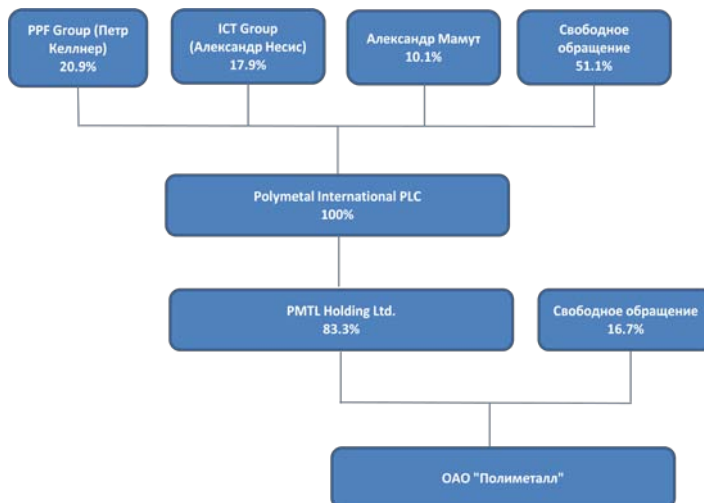 PPF Group (Петр
Келлнер)
20.9%
ICT Group
(Александр Несис)
17.9%
Александр Мамут
10.1%
Свободное
обращение
51.1%
Polymetal International PLC
100%
PMTL Holding Ltd.
83.3%
Свободное обращение
16.7%
ОАО "Полиметалл"